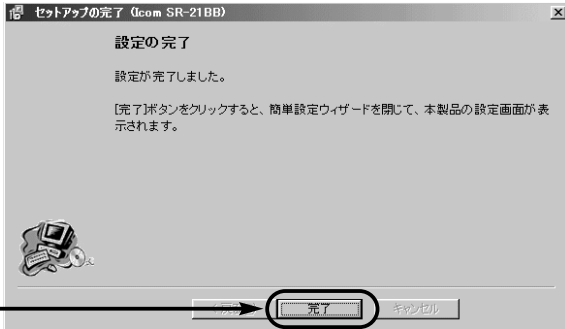 セットアップの完了 (Icom SR-21BB)
設定の完了
設定が完了しました。
[完了]ボタンをクリックすると、簡単設定ウィザードを閉じて、本製品の設定画面が表
示されます。
完了
キャンセル